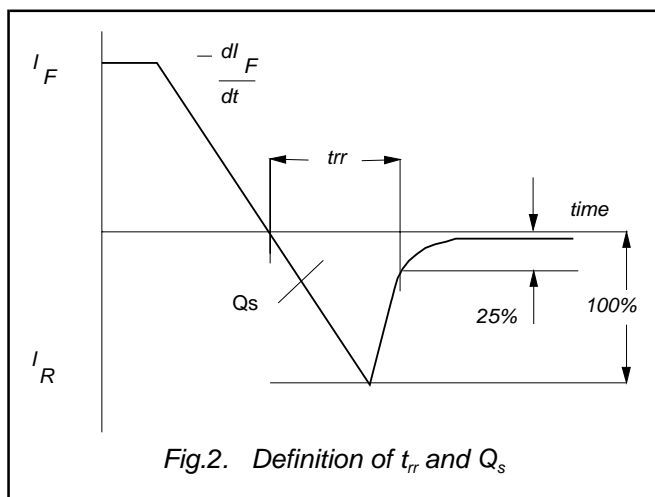 I F
- dI F
dt
trr
time
Qs
25%
100%
I R
Fig.2. Definition of trr and Qs